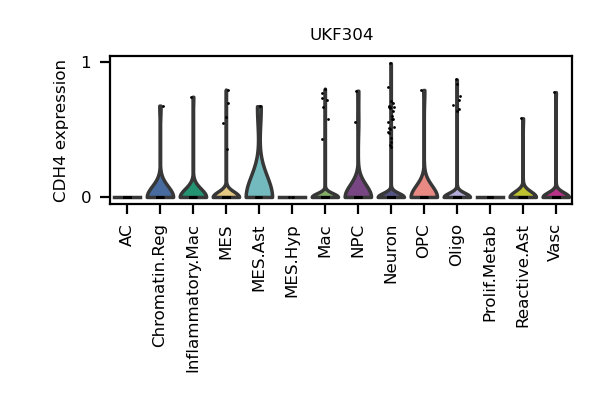 UKF304
CDH4 expression
1
0
AC
Chromatin.Reg
Inflammatory.Mac
MES
MES.Ast
MES.Hyp
Mac
NPC
Neuron
OPC
Oligo
Prolif.Metab
Reactive.Ast
Vasc